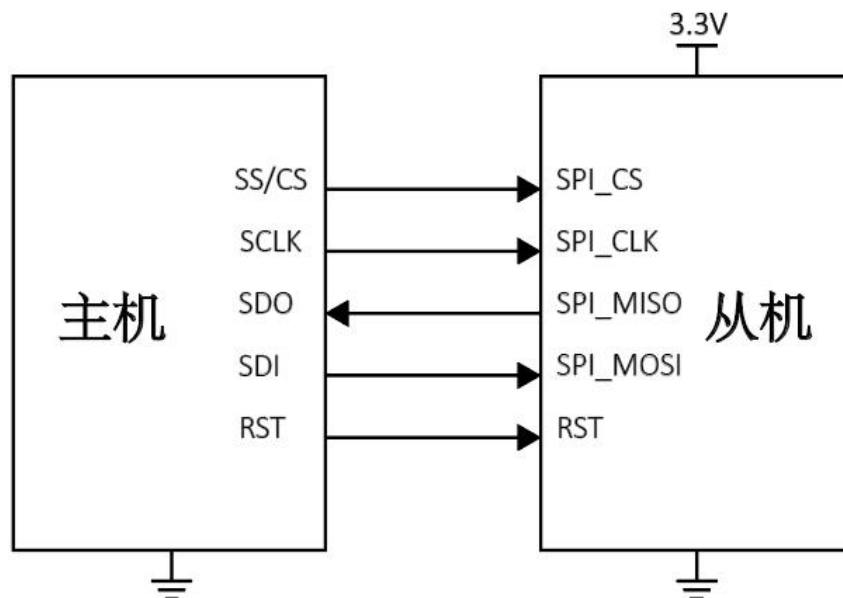 3.3V
SS/CS
SPI_CS
SCLK
SPI_CLK
主机
SDO
SPI_MISO
从机
SDI
SPI_MOSI
RST
RST